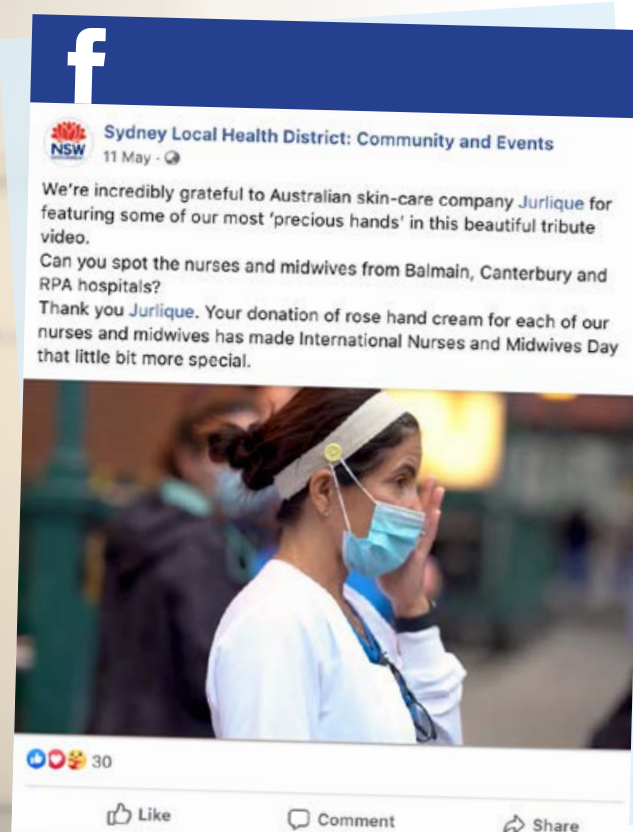 f
NSW
Sydney Local Health District: Community and Events
11 May ·
We're incredibly grateful to Australian skin-care company Jurlique for
featuring some of our most 'precious hands' in this beautiful tribute
video.
Can you spot the nurses and midwives from Balmain, Canterbury and
RPA hospitals?
Thank you Jurlique. Your donation of rose hand cream for each of our
nurses and midwives has made International Nurses and Midwives Day
that little bit more special.
30
Like Comment Share